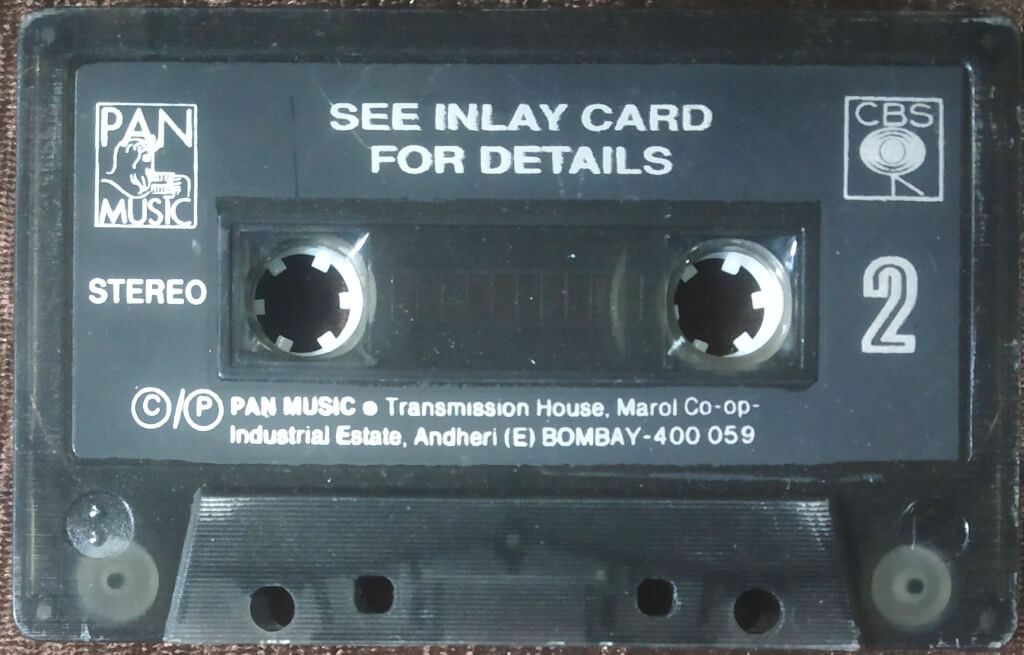 PAN
MUSIC
SEE INLAY CARD
FOR DETAILS
CBS
STEREO
2
©/Ⓟ PAN MUSIC ● Transmission House, Marol Co-op-
Industrial Estate, Andheri (E) BOMBAY-400 059